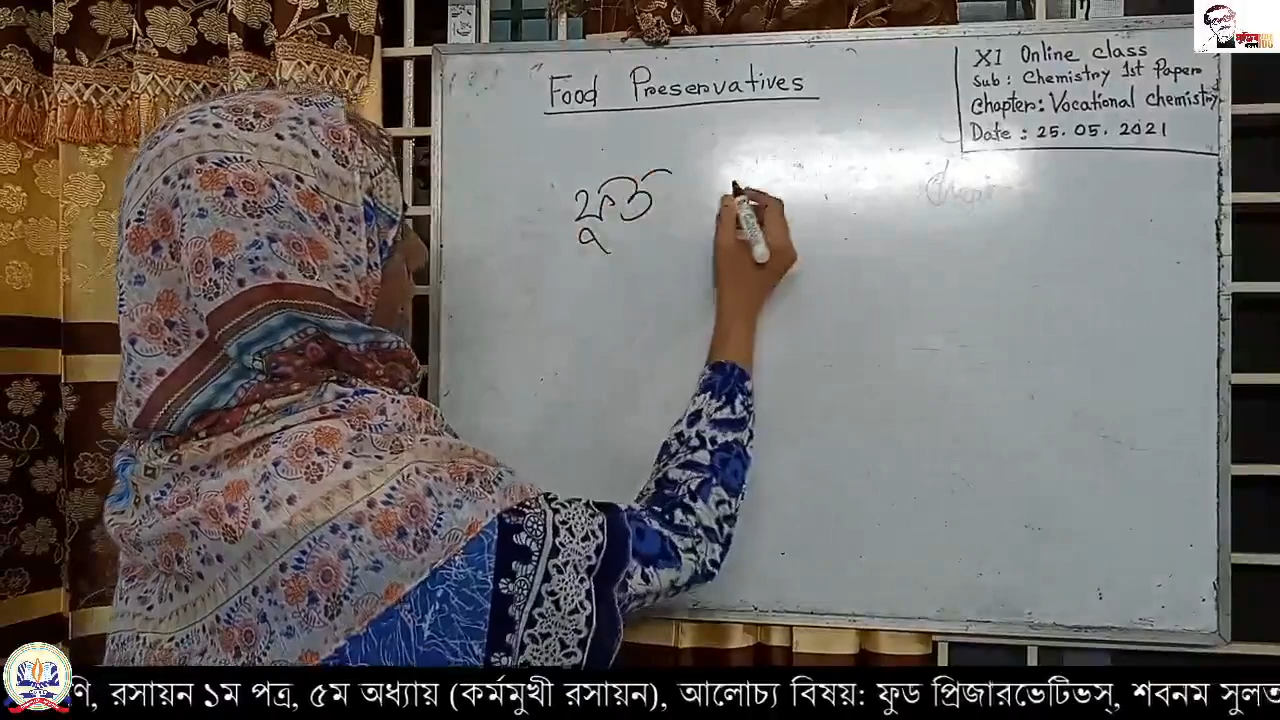 Food Preservatives
XI Online class
Sub : Chemistry 1st Paper
Chapter : Vocational chemistry
Date : 25. 05. 2021
ণি, রসায়ন ১ম পত্র, ৫ম অধ্যায় (কর্মমুখী রসায়ন), আলোচ্য বিষয়: ফুড প্রিজারভেটিভস্, শবনম সুলত